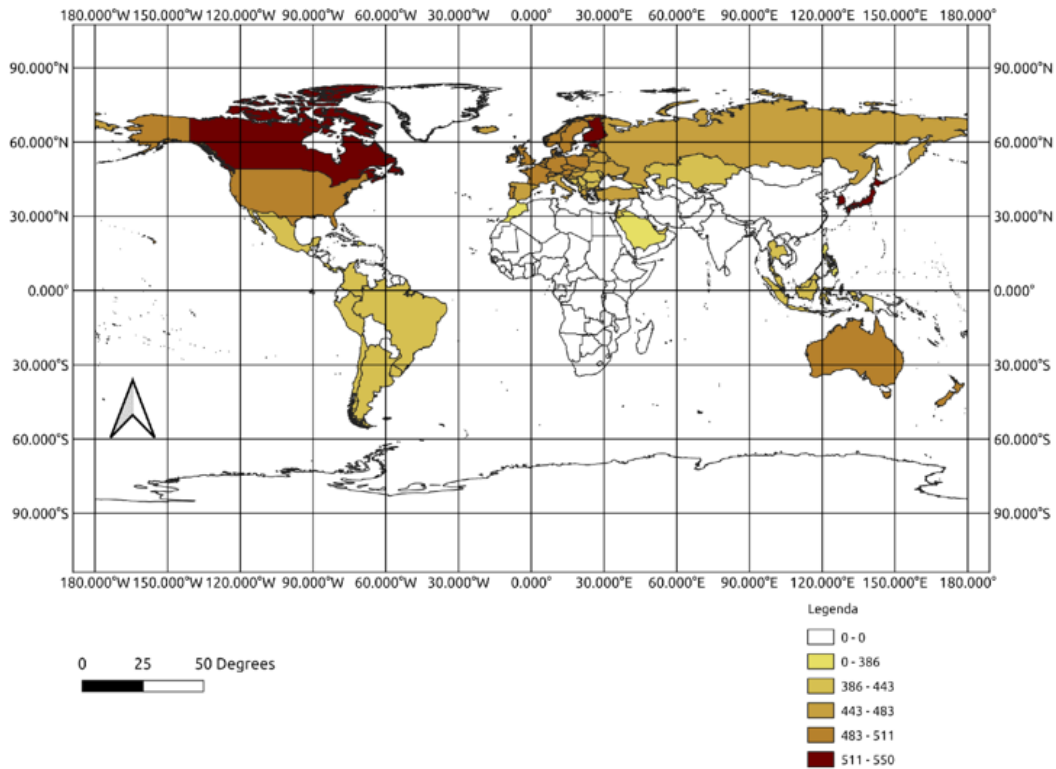 180.000°W 150.000°W 120.000°W 90.000°W 60.000°W 30.000°W 0.000° 30.000°E 60.000°E 90.000°E 120.000°E 150.000°E 180.000°
90.000°N 90.000°N
60.000°N 60.000°N
30.000°N 30.000°N
0.000° 0.000°
30.000°S 30.000°S
60.000°S 60.000°S
90.000°S 90.000°S
180.000°W 150.000°W 120.000°W 90.000°W 60.000°W 30.000°W 0.000° 30.000°E 60.000°E 90.000°E 120.000°E 150.000°E 180.000°
Legenda
0 - 0
0 - 386
386 - 443
443 - 483
483 - 511
511 - 550
0 25 50 Degrees